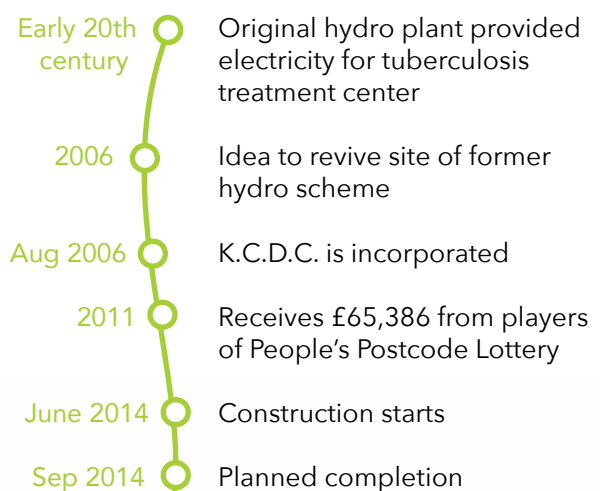 Early 20th
century
Original hydro plant provided
electricity for tuberculosis
treatment center
2006
Idea to revive site of former
hydro scheme
Aug 2006
K.C.D.C. is incorporated
2011
Receives £65,386 from players
of People’s Postcode Lottery
June 2014
Construction starts
Sep 2014
Planned completion